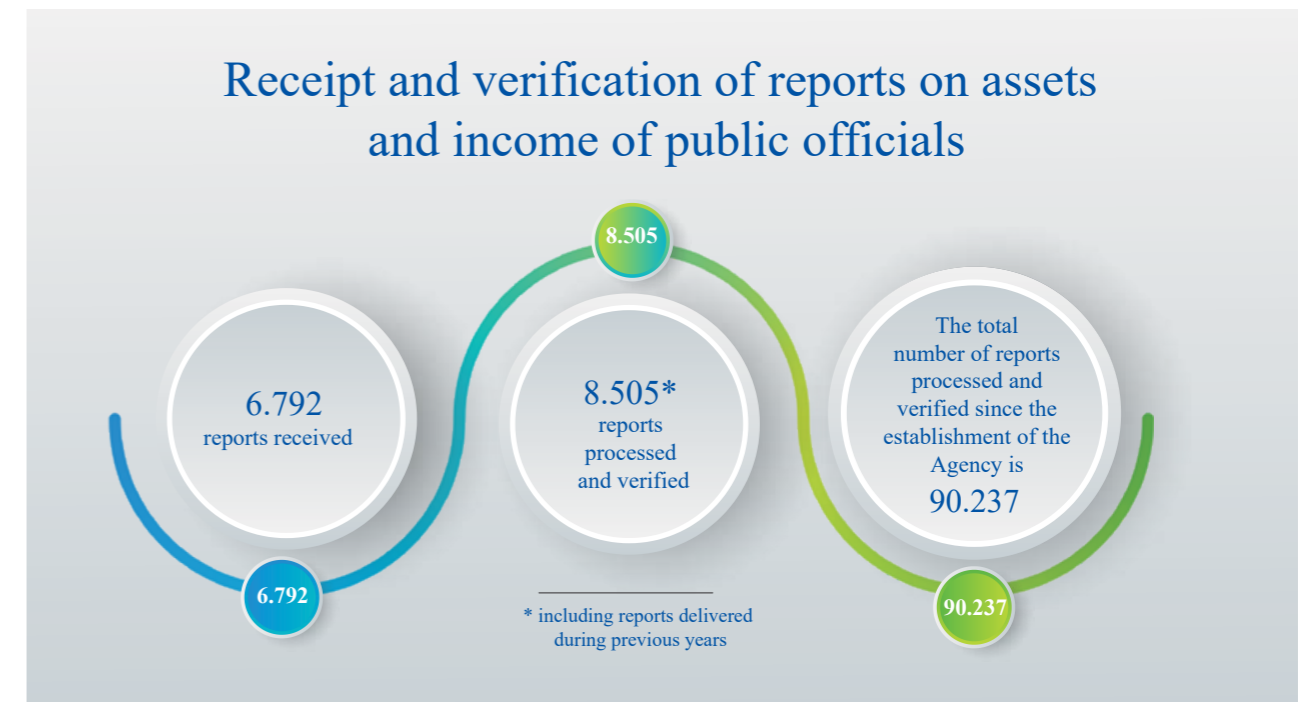 Receipt and verification of reports on assets
and income of public officials
8.505
6.792
reports received
8.505*
reports
processed
and verified
The total
number of reports
processed and
verified since the
establishment of the
Agency is
90.237
6.792
90.237
* including reports delivered
during previous years